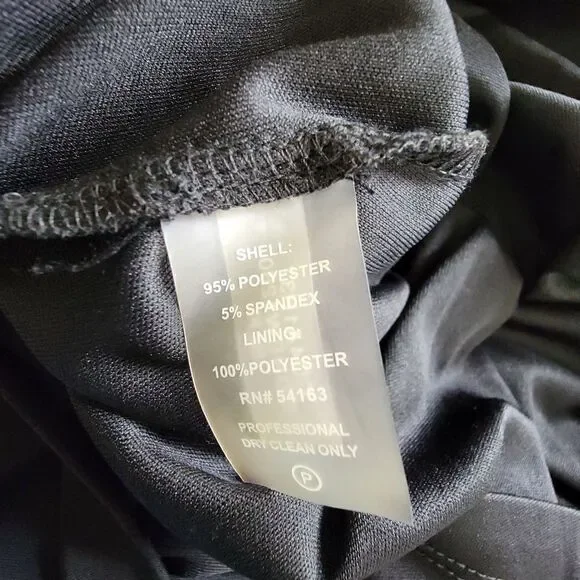 SHELL:
95% POLYESTER
5% SPANDEX
LINING:
100%POLYESTER
RN# 54163
PROFESSIONAL
DRY CLEAN ONLY
P